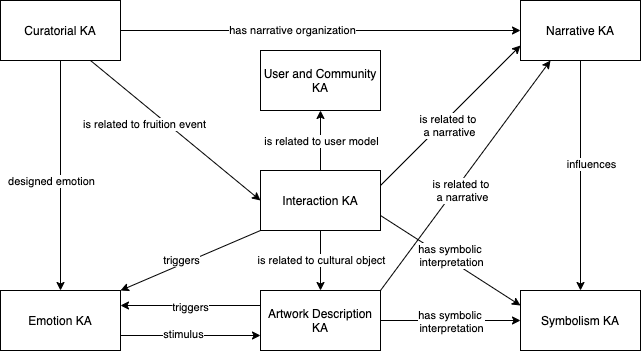 Curatorial KA
has narrative organization
Narrative KA
User and Community
KA
is related to fruition event
is related to
a narrative
is related to user model
designed emotion
is related to
a narrative
influences
Interaction KA
has symbolic
interpretation
triggers
is related to cultural object
Emotion KA
triggers
stimulus
Artwork Description
KA
has symbolic
interpretation
Symbolism KA